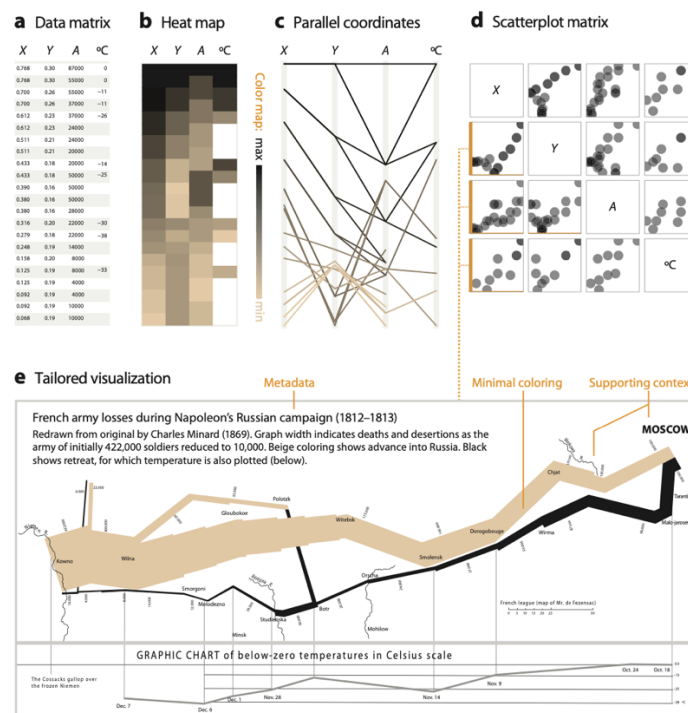 a Data matrix
X Y A ºC
0.768 0.30 87000 0
0.768 0.30 55000 0
0.700 0.26 55000 −11
0.700 0.26 37000 −11
0.612 0.23 37000 −26
0.612 0.23 24000
0.511 0.21 24000
0.511 0.21 20000
0.433 0.18 20000 −14
0.433 0.18 50000 −25
0.390 0.16 50000
0.380 0.16 50000
0.380 0.16 28000
0.316 0.20 22000 −30
0.279 0.18 22000 −38
0.248 0.19 14000
0.158 0.20 8000
0.125 0.19 8000 −33
0.125 0.19 4000
0.092 0.19 4000
0.092 0.19 10000
0.068 0.19 10000
b Heat map
X Y A ºC
Color map: max
min
c Parallel coordinates
X Y A ºC
d Scatterplot matrix
X
Y
A
ºC
e Tailored visualization
Metadata
Minimal coloring
Supporting contex
French army losses during Napoleon's Russian campaign (1812–1813)
Redrawn from original by Charles Minard (1869). Graph width indicates deaths and desertions as the
army of initially 422,000 soldiers reduced to 10,000. Beige coloring shows advance into Russia. Black
shows retreat, for which temperature is also plotted (below).
MOSCOW
Chjat
Polotzk
Gloubokoe
Witebsk
Dorogobouge
Wirma
Malo-jarosew
Kowno
Wilna
Smolensk
Smorgoni
Molodezno
Orscha
Studienska
Botr
Minsk
Mohilow
French league (map of Mr. de Fezensac)
GRAPHIC CHART of below-zero temperatures in Celsius scale
The Cossacks gallop over
the frozen Niemen
Oct. 24
Oct. 18
Nov. 9
Nov. 14
Nov. 28
Dec. 1
Dec. 6
Dec. 7